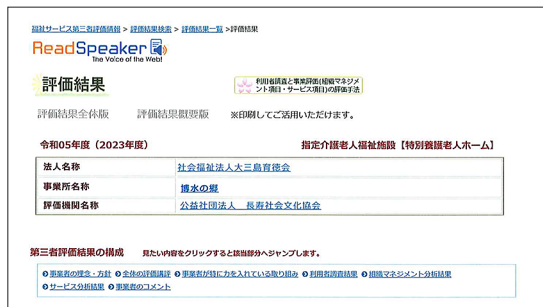 福祉サービス第三者評価情報 > 評価結果検索 > 評価結果一覧 >評価結果
ReadSpeaker
The Voice of the Web!
評価結果
利用者調査と事業評価(組織マネジメ
ント項目・サービス項目)の評価手法
評価結果全体版 評価結果概要版 ※印刷してご活用いただけます。
令和05年度（2023年度） 指定介護老人福祉施設【特別養護老人ホーム】
法人名称 社会福祉法人大三島育徳会
事業所名称 博水の郷
評価機関名称 公益社団法人 長寿社会文化協会
第三者評価結果の構成 見たい内容をクリックすると該当部分へジャンプします。
事業者の理念・方針 全体の評価講評 事業者が特に力を入れている取り組み 利用者調査結果 組織マネジメント分析結果
サービス分析結果 事業者のコメント